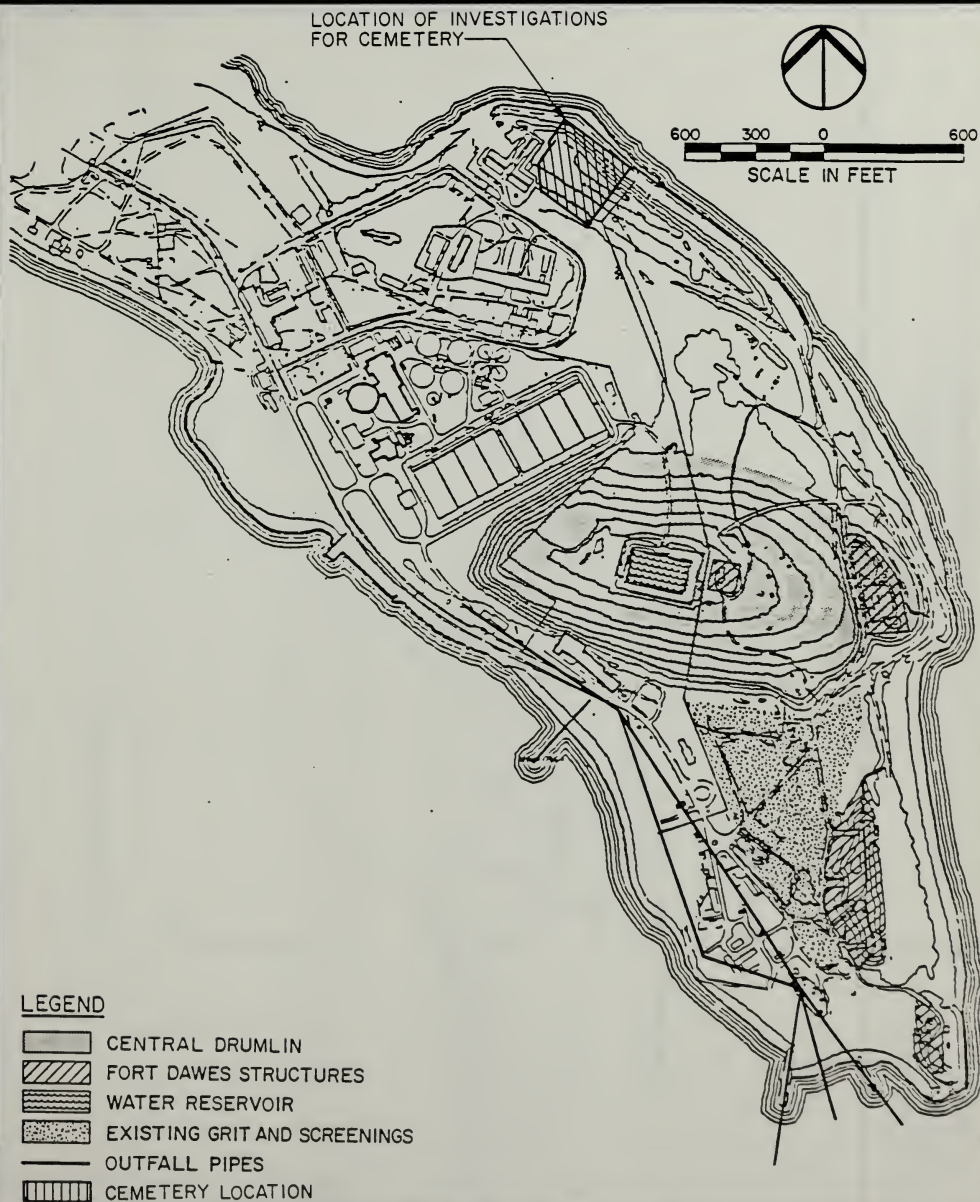 LOCATION OF INVESTIGATIONS
FOR CEMETERY
600 300 0 600
SCALE IN FEET
LEGEND
CENTRAL DRUMLIN
FORT DAWES STRUCTURES
WATER RESERVOIR
EXISTING GRIT AND SCREENINGS
OUTFALL PIPES
CEMETERY LOCATION